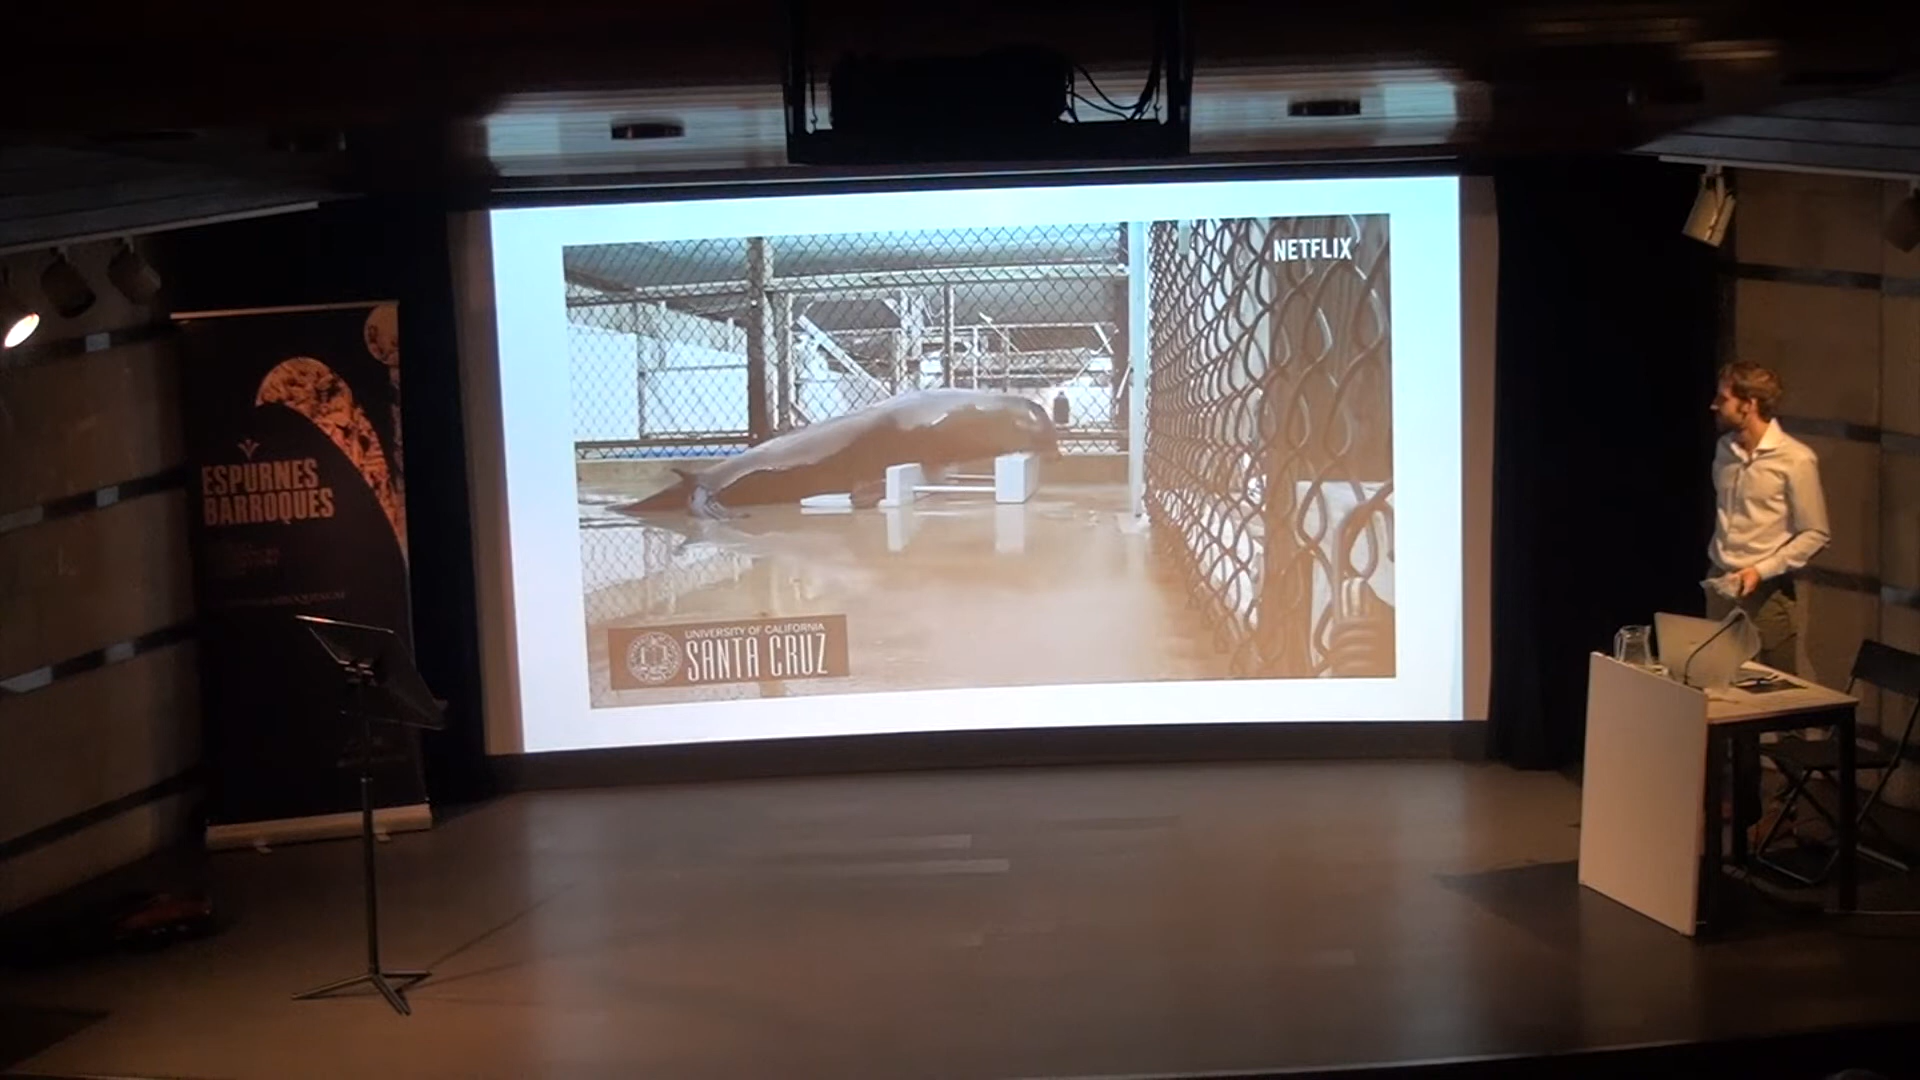 NETFLIX
ESPURNES
BARROQUES
UNIVERSITY OF CALIFORNIA
SANTA CRUZ